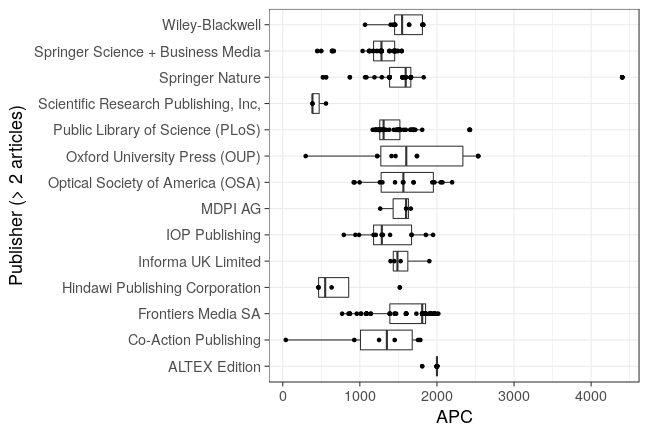 Publisher (> 2 articles)
Wiley-Blackwell
Springer Science + Business Media
Springer Nature
Scientific Research Publishing, Inc,
Public Library of Science (PLoS)
Oxford University Press (OUP)
Optical Society of America (OSA)
MDPI AG
IOP Publishing
Informa UK Limited
Hindawi Publishing Corporation
Frontiers Media SA
Co-Action Publishing
ALTEX Edition
0 1000 2000 3000 4000
APC